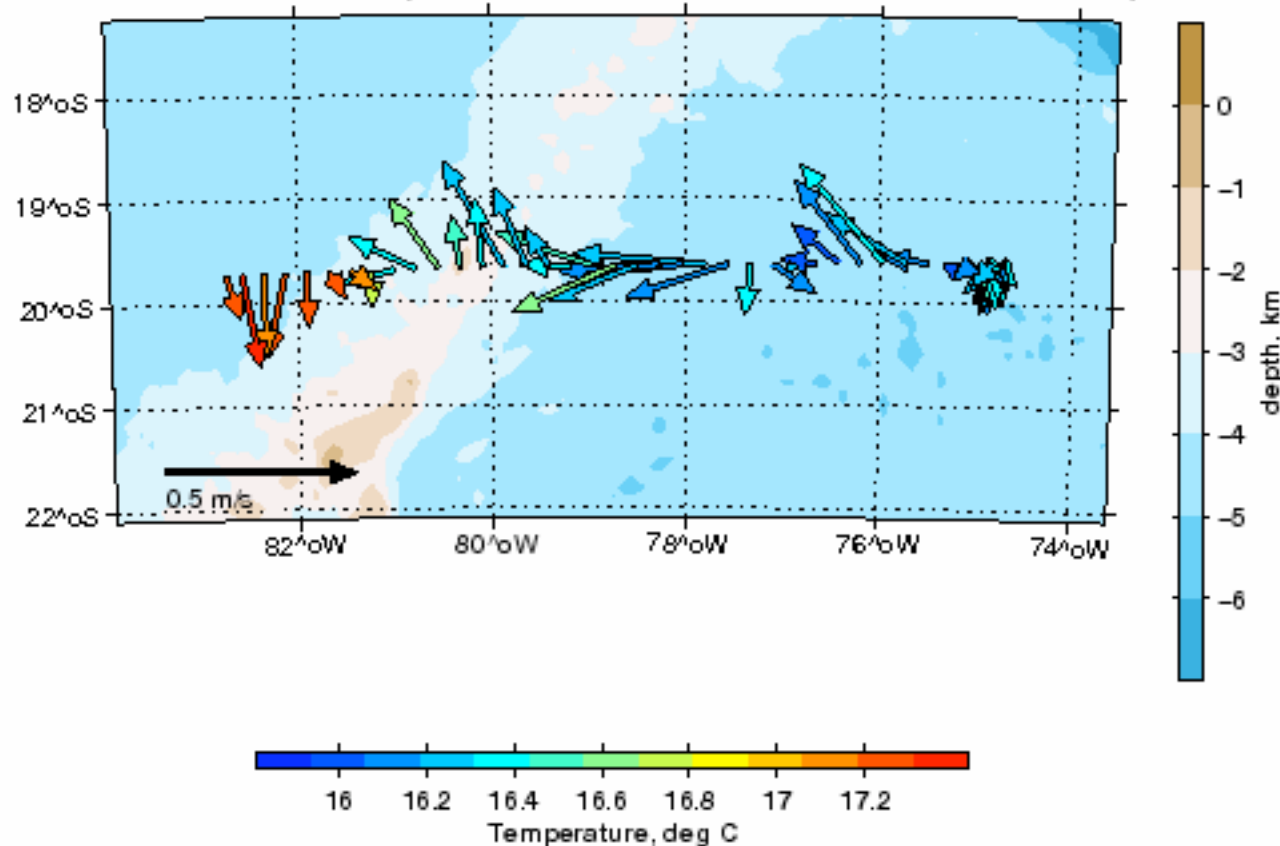 18^oS
19^oS
20^oS
21^oS
22^oS
0.5 m/s
82^oW
80^oW
78^oW
76^oW
74^oW
0
−1
−2
−3
−4
−5
−6
depth, km
16
16.2
16.4
16.6
16.8
17
17.2
Temperature, deg C